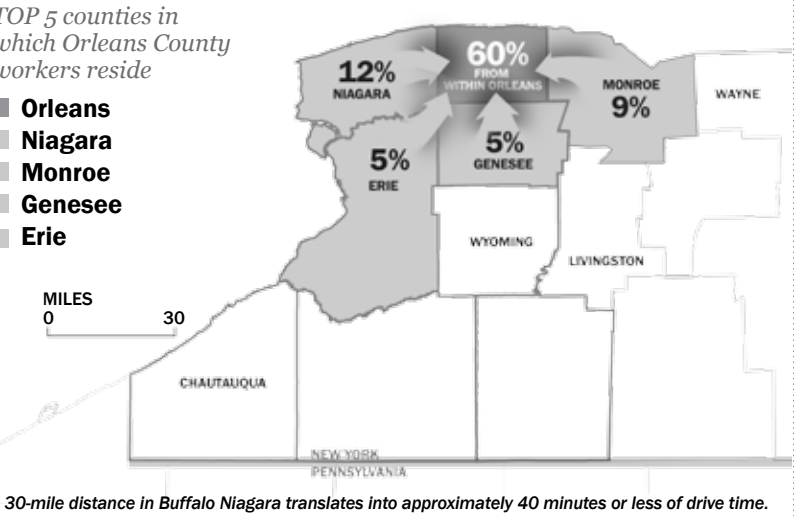 TOP 5 counties in
which Orleans County
workers reside
Orleans
Niagara
Monroe
Genesee
Erie
MILES
0 30
12%
NIAGARA
60%
FROM
WITHIN ORLEANS
MONROE
9%
WAYNE
5%
ERIE
5%
GENESEE
WYOMING
LIVINGSTON
CHAUTAUQUA
NEW YORK
PENNSYLVANIA
30-mile distance in Buffalo Niagara translates into approximately 40 minutes or less of drive time.